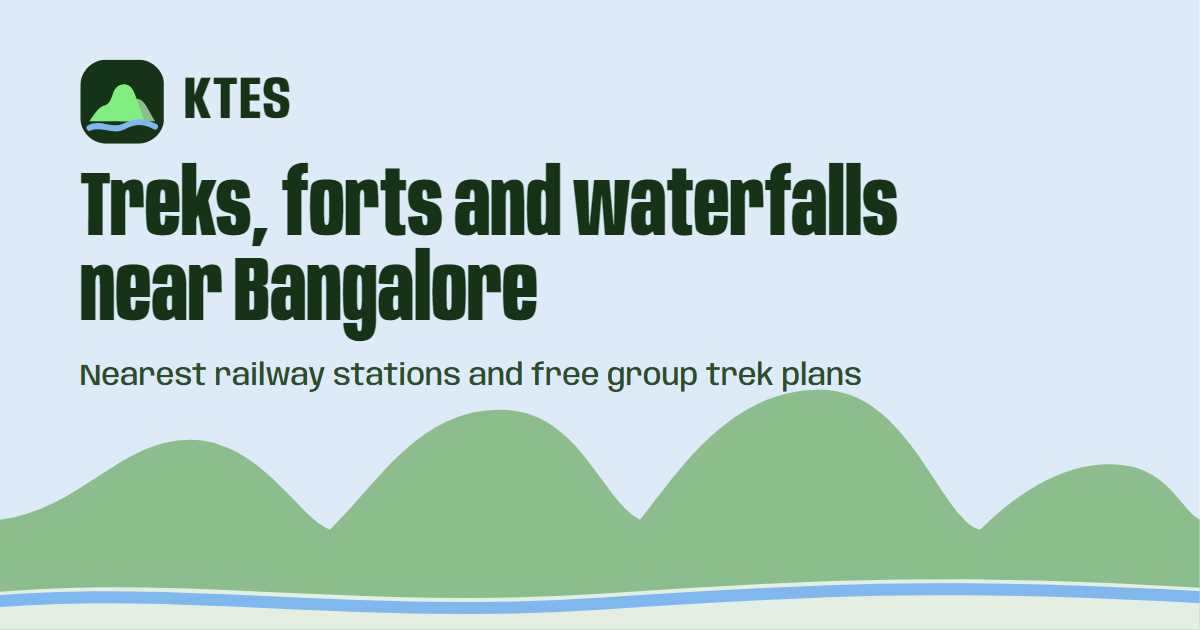 KTES
Treks, forts and waterfalls
near Bangalore
Nearest railway stations and free group trek plans